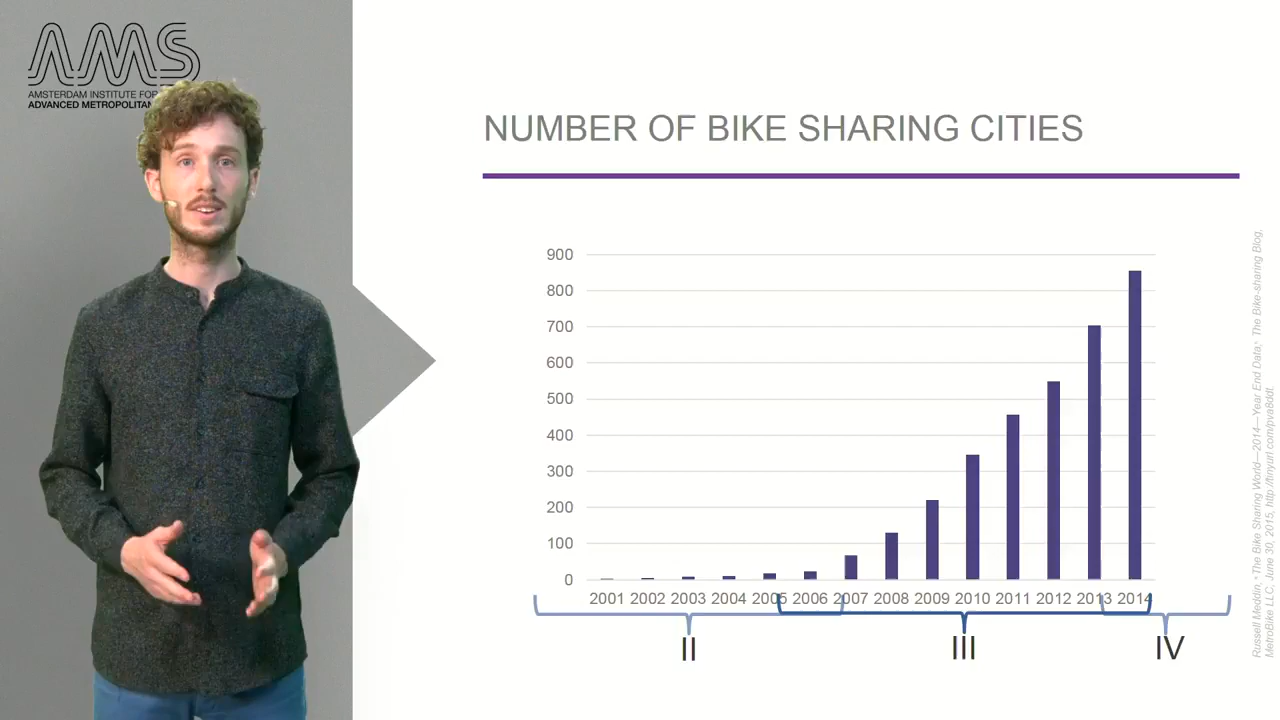 AMS
AMSTERDAM INSTITUTE FOR
ADVANCED METROPOLITAN
NUMBER OF BIKE SHARING CITIES
900
800
700
600
500
400
300
200
100
0
2001 2002 2003 2004 2005 2006 2007 2008 2009 2010 2011 2012 2013 2014
II III IV
Russell Meddin, "The Bike Sharing World—2014—Year End Data," The Bike-sharing Blog,
MetroBike LLC, June 30, 2015, http://tinyurl.com/pva8ddt.